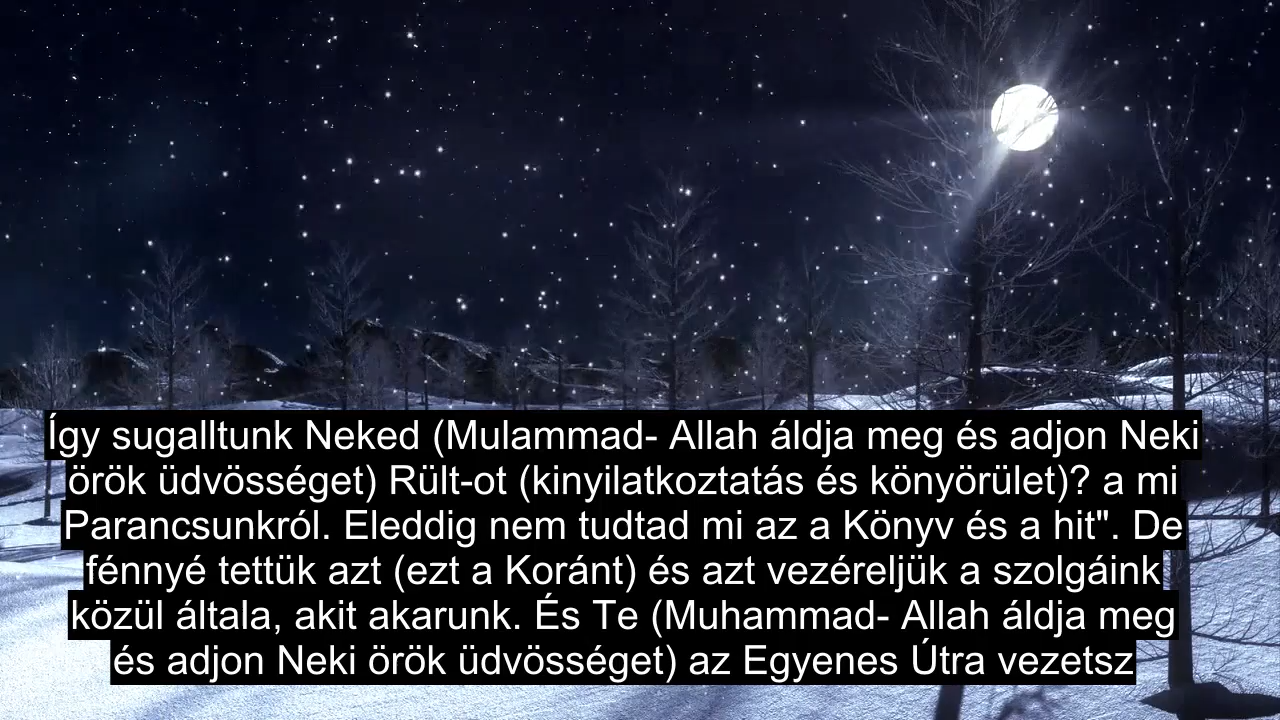 Így sugalltunk Neked (Mulammad- Allah áldja meg és adjon Neki
örök üdvösséget) Rült-ot (kinyilatkoztatás és könyörület)? a mi
Parancsunkról. Eleddig nem tudtad mi az a Könyv és a hit". De
fénnyé tettük azt (ezt a Koránt) és azt vezéreljük a szolgáink
közül általa, akit akarunk. És Te (Muhammad- Allah áldja meg
és adjon Neki örök üdvösséget) az Egyenes Útra vezetsz